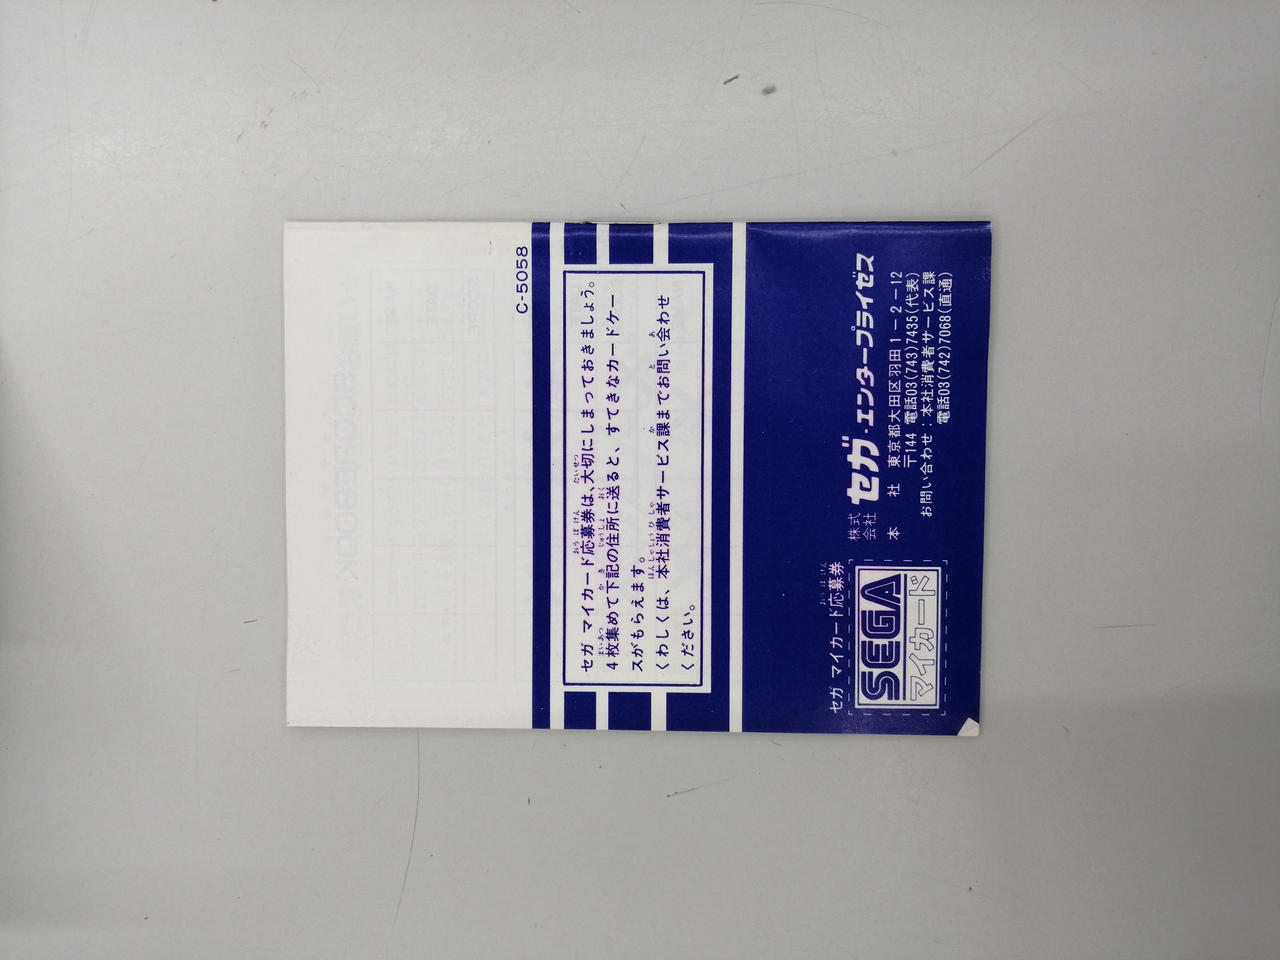 C-5058
セガ マイカード応募券は、大切にしまっておきましょう。
4枚集めて下記の住所に送ると、すてきなカードケー
スがもらえます。
くわしくは、本社消費者サービス課までお問い合わせ
ください。
セガ マイカード応募券
SEGA
マイカード
株式会社 セガ・エンタープライゼス
本 社 東京都大田区羽田1-2-12
〒144 電話03(743)7435(代表)
お問い合わせ:本社消費者サービス課
電話03(742)7068(直通)